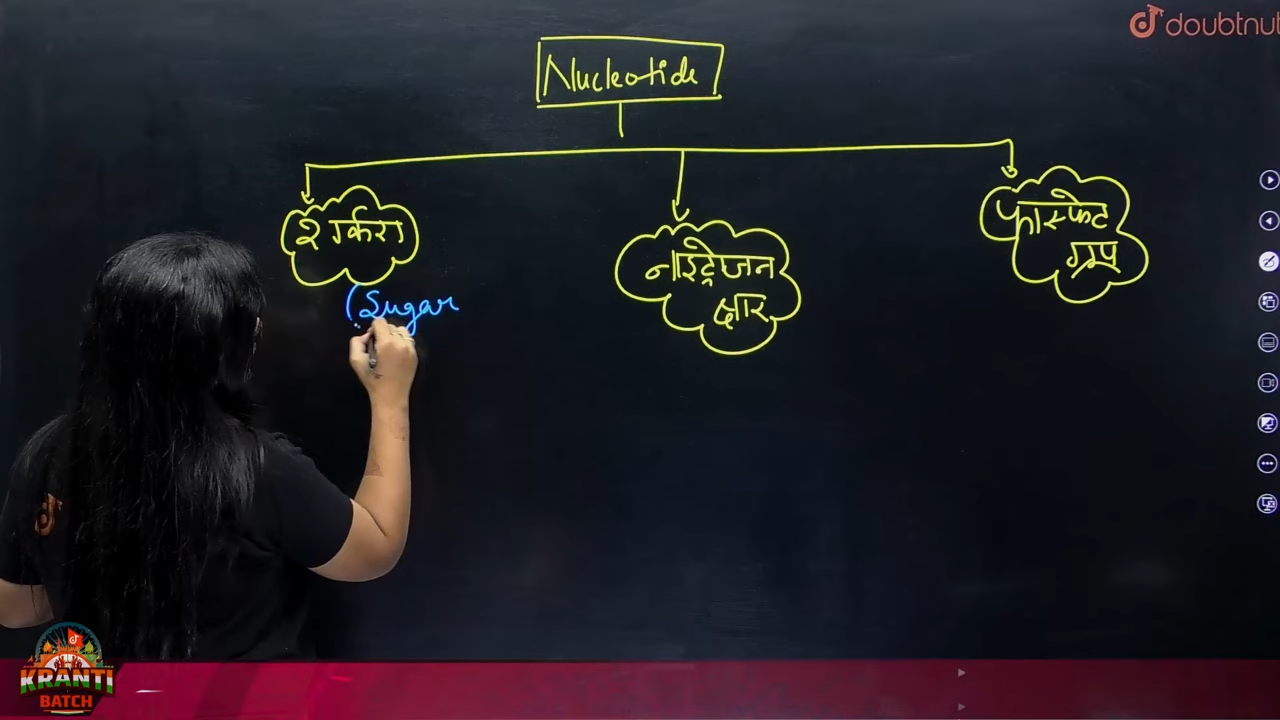 doubtnut
Nucleotide
शर्करा
नाइट्रोजन
क्षार
फास्फेट
ग्रुप
(Sugar
KRANTI
BATCH